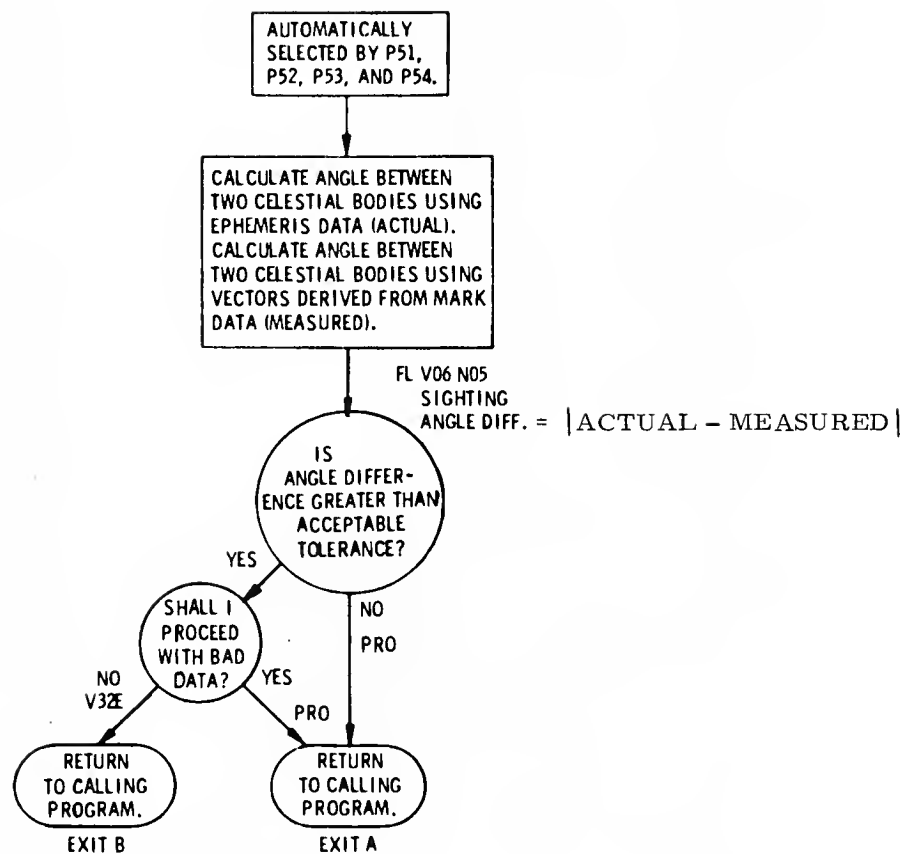 AUTOMATICALLY
SELECTED BY P51,
P52, P53, AND P54.
CALCULATE ANGLE BETWEEN
TWO CELESTIAL BODIES USING
EPHEMERIS DATA (ACTUAL).
CALCULATE ANGLE BETWEEN
TWO CELESTIAL BODIES USING
VECTORS DERIVED FROM MARK
DATA (MEASURED).
FL V06 N05
SIGHTING
ANGLE DIFF. = |ACTUAL – MEASURED|
IS
ANGLE DIFFER-
ENCE GREATER THAN
ACCEPTABLE
TOLERANCE?
YES
NO
PRO
SHALL I
PROCEED
WITH BAD
DATA?
NO
V32E
YES
PRO
RETURN
TO CALLING
PROGRAM.
EXIT B
RETURN
TO CALLING
PROGRAM.
EXIT A